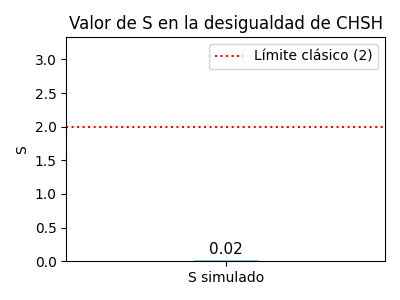 Valor de S en la desigualdad de CHSH
Límite clásico (2)
3.0
2.5
2.0
1.5
1.0
0.5
0.0
S
0.02
S simulado